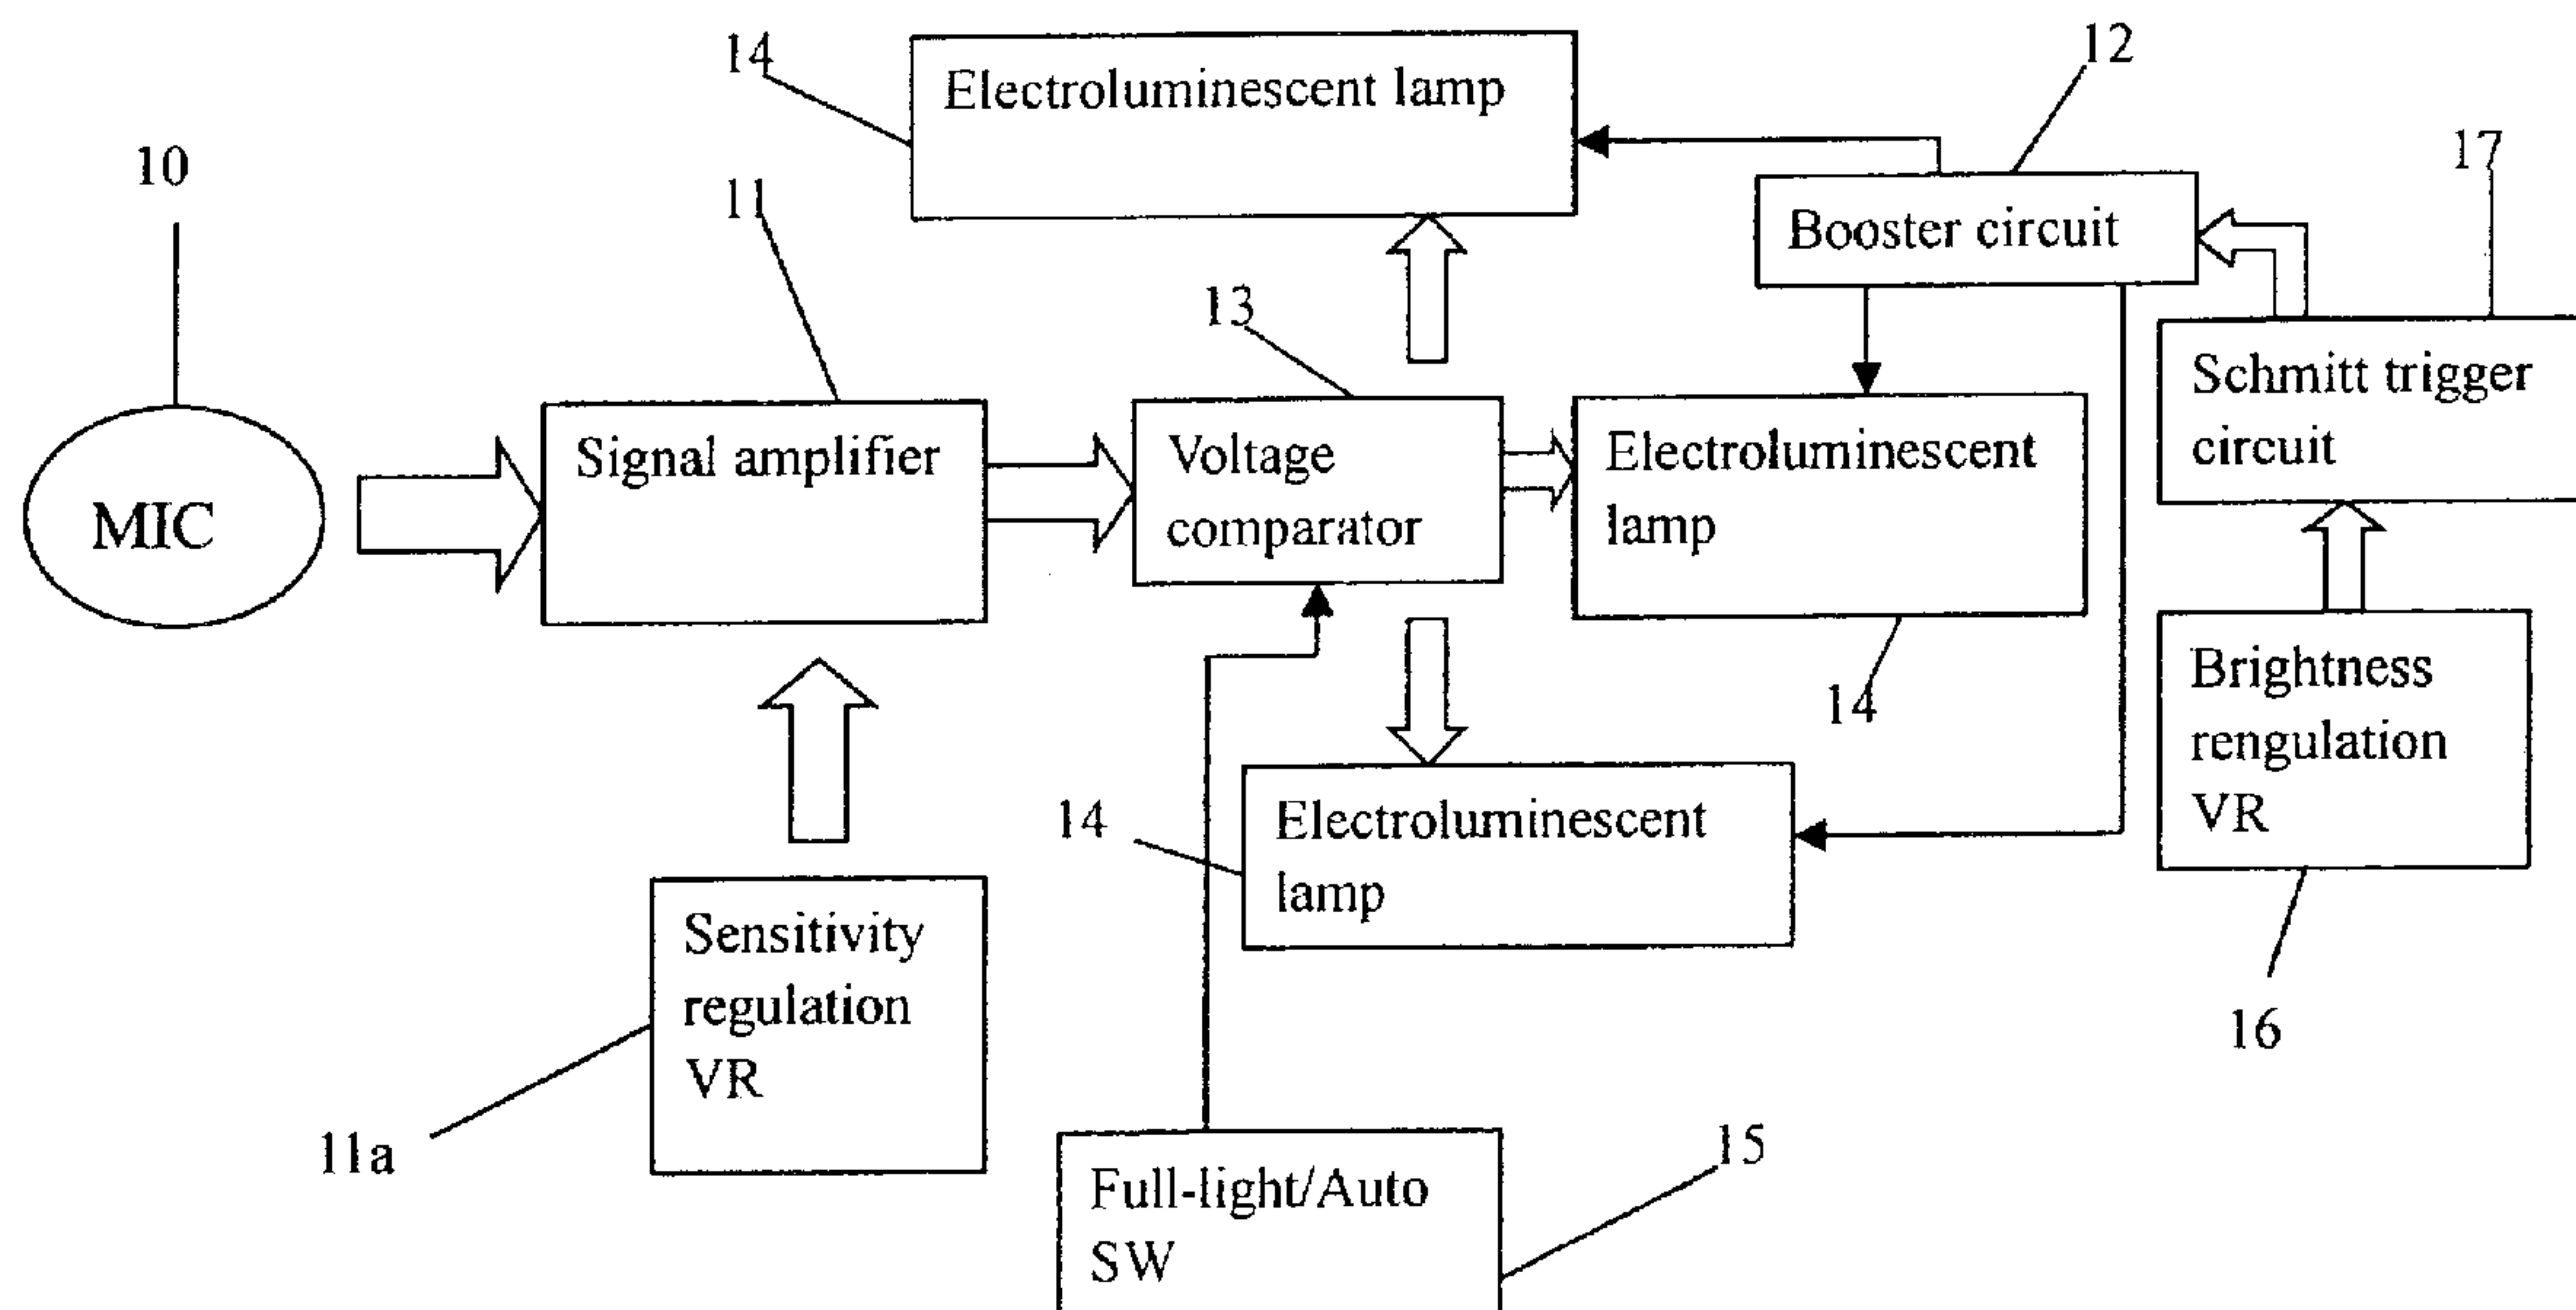 14
Electroluminescent lamp
12
17
10
11
Booster circuit
13
Schmitt trigger
circuit
Signal amplifier
Voltage
comparator
Electroluminescent
lamp
MIC
14
Brightness
rengulation
VR
14
Electroluminescent
lamp
Sensitivity
regulation
VR
16
11a
15
Full-light/Auto
SW